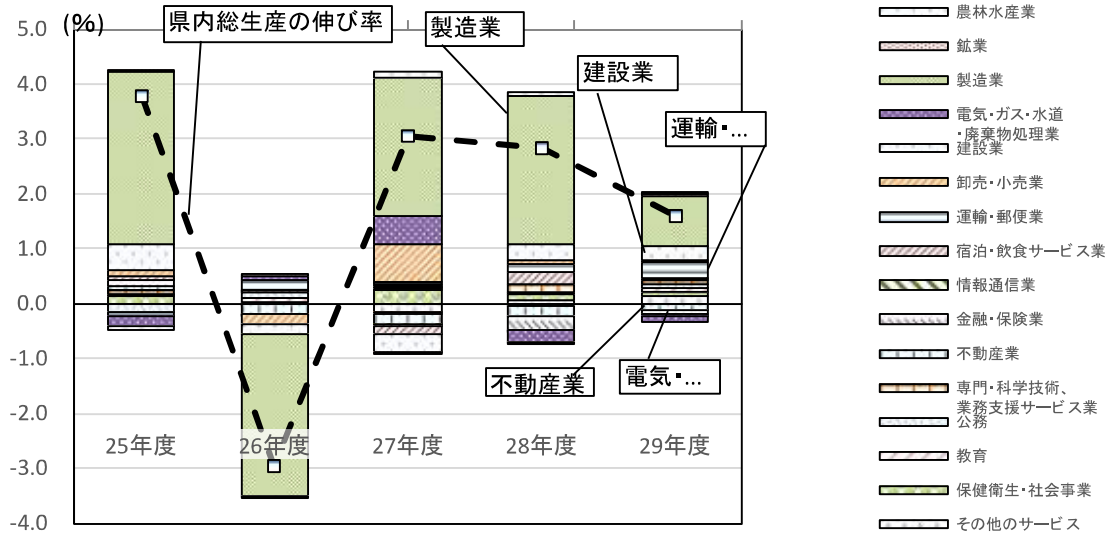 (%)
5.0
4.0
3.0
2.0
1.0
0.0
-1.0
-2.0
-3.0
-4.0
県内総生産の伸び率
製造業
建設業
運輸・...
不動産業
電気・...
25年度
26年度
27年度
28年度
29年度
農林水産業
鉱業
製造業
電気・ガス・水道
・廃棄物処理業
建設業
卸売・小売業
運輸・郵便業
宿泊・飲食サービス業
情報通信業
金融・保険業
不動産業
専門・科学技術、
業務支援サービス業
公務
教育
保健衛生・社会事業
その他のサービス